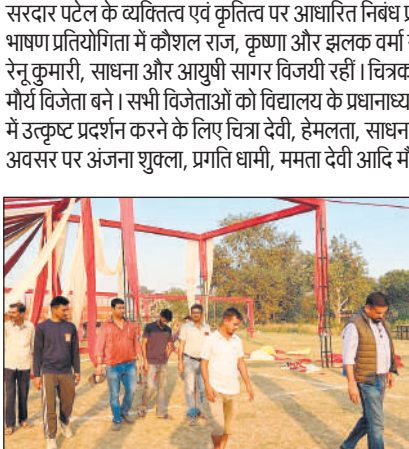 सरदार पटेल के व्यक्तित्व एवं कृतित्व पर आधारित निबंध
भाषण प्रतियोगिता में कौशल राज, कृष्णा और झलक वर्मा
रेनू कुमारी, साधना और आयुषी सागर विजयी रहीं। चित्रक
मौर्य विजेता बने। सभी विजेताओं को विद्यालय के प्रधानाध्य
में उत्कृष्ट प्रदर्शन करने के लिए चित्रा देवी, हेमलता, साधन
अवसर पर अंजना शुक्ला, प्रगति धामी, ममता देवी आदि